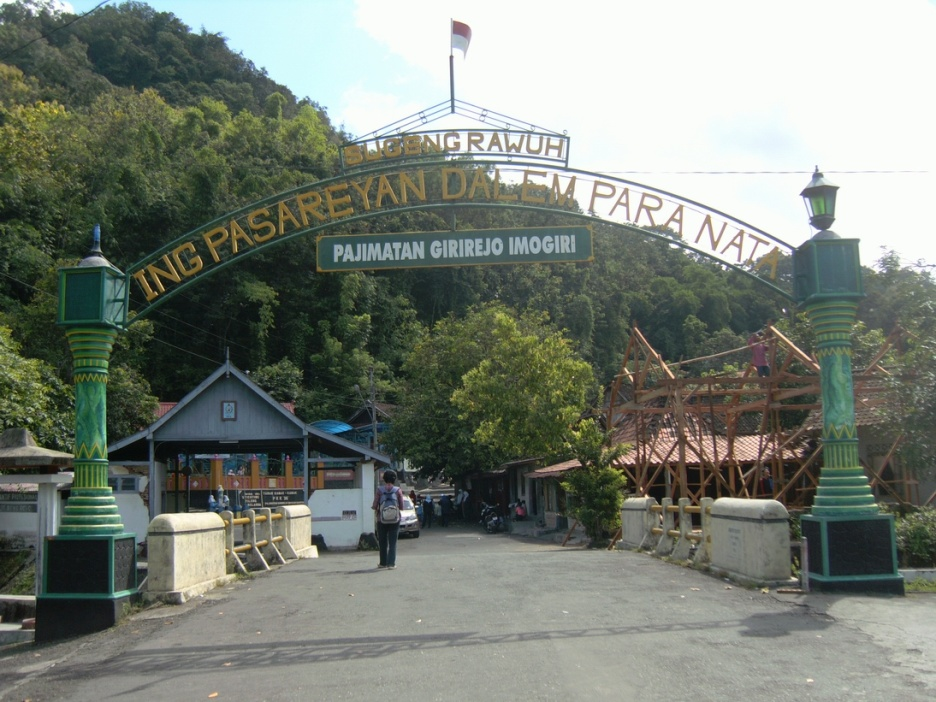 SUGENG RAWUH
ING PASAREYAN DALEM PARA NATA
PAJIMATAN GIRIREJO IMOGIRI